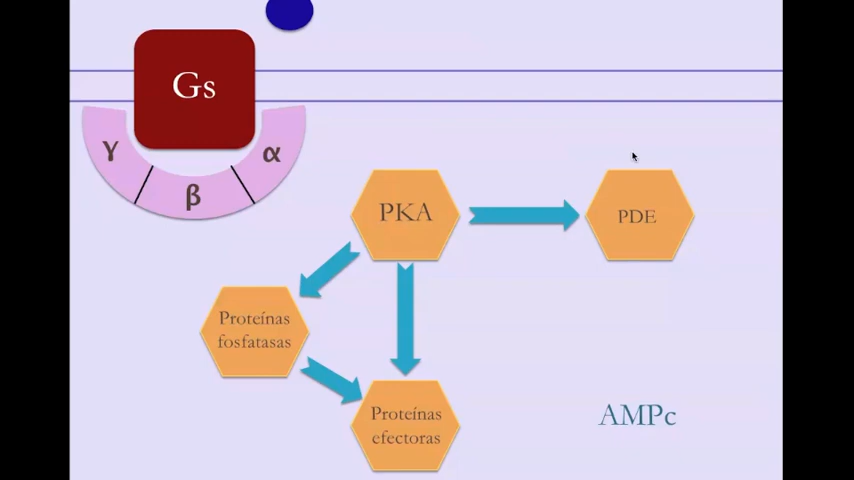 Gs
γ
α
β
PKA
PDE
Proteínas
fosfatasas
Proteínas
efectoras
AMPc